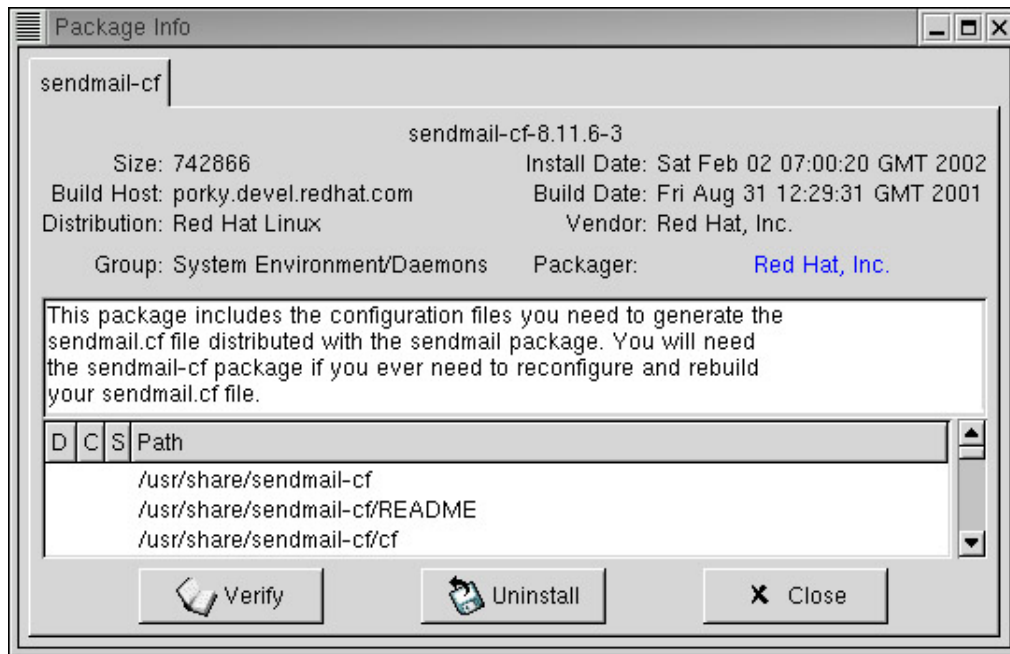 Package Info
sendmail-cf
sendmail-cf-8.11.6-3
Size: 742866 Install Date: Sat Feb 02 07:00:20 GMT 2002
Build Host: porky.devel.redhat.com Build Date: Fri Aug 31 12:29:31 GMT 2001
Distribution: Red Hat Linux Vendor: Red Hat, Inc.
Group: System Environment/Daemons Packager: Red Hat, Inc.
This package includes the configuration files you need to generate the
sendmail.cf file distributed with the sendmail package. You will need
the sendmail-cf package if you ever need to reconfigure and rebuild
your sendmail.cf file.
D C S Path
/usr/share/sendmail-cf
/usr/share/sendmail-cf/README
/usr/share/sendmail-cf/cf
Verify Uninstall Close